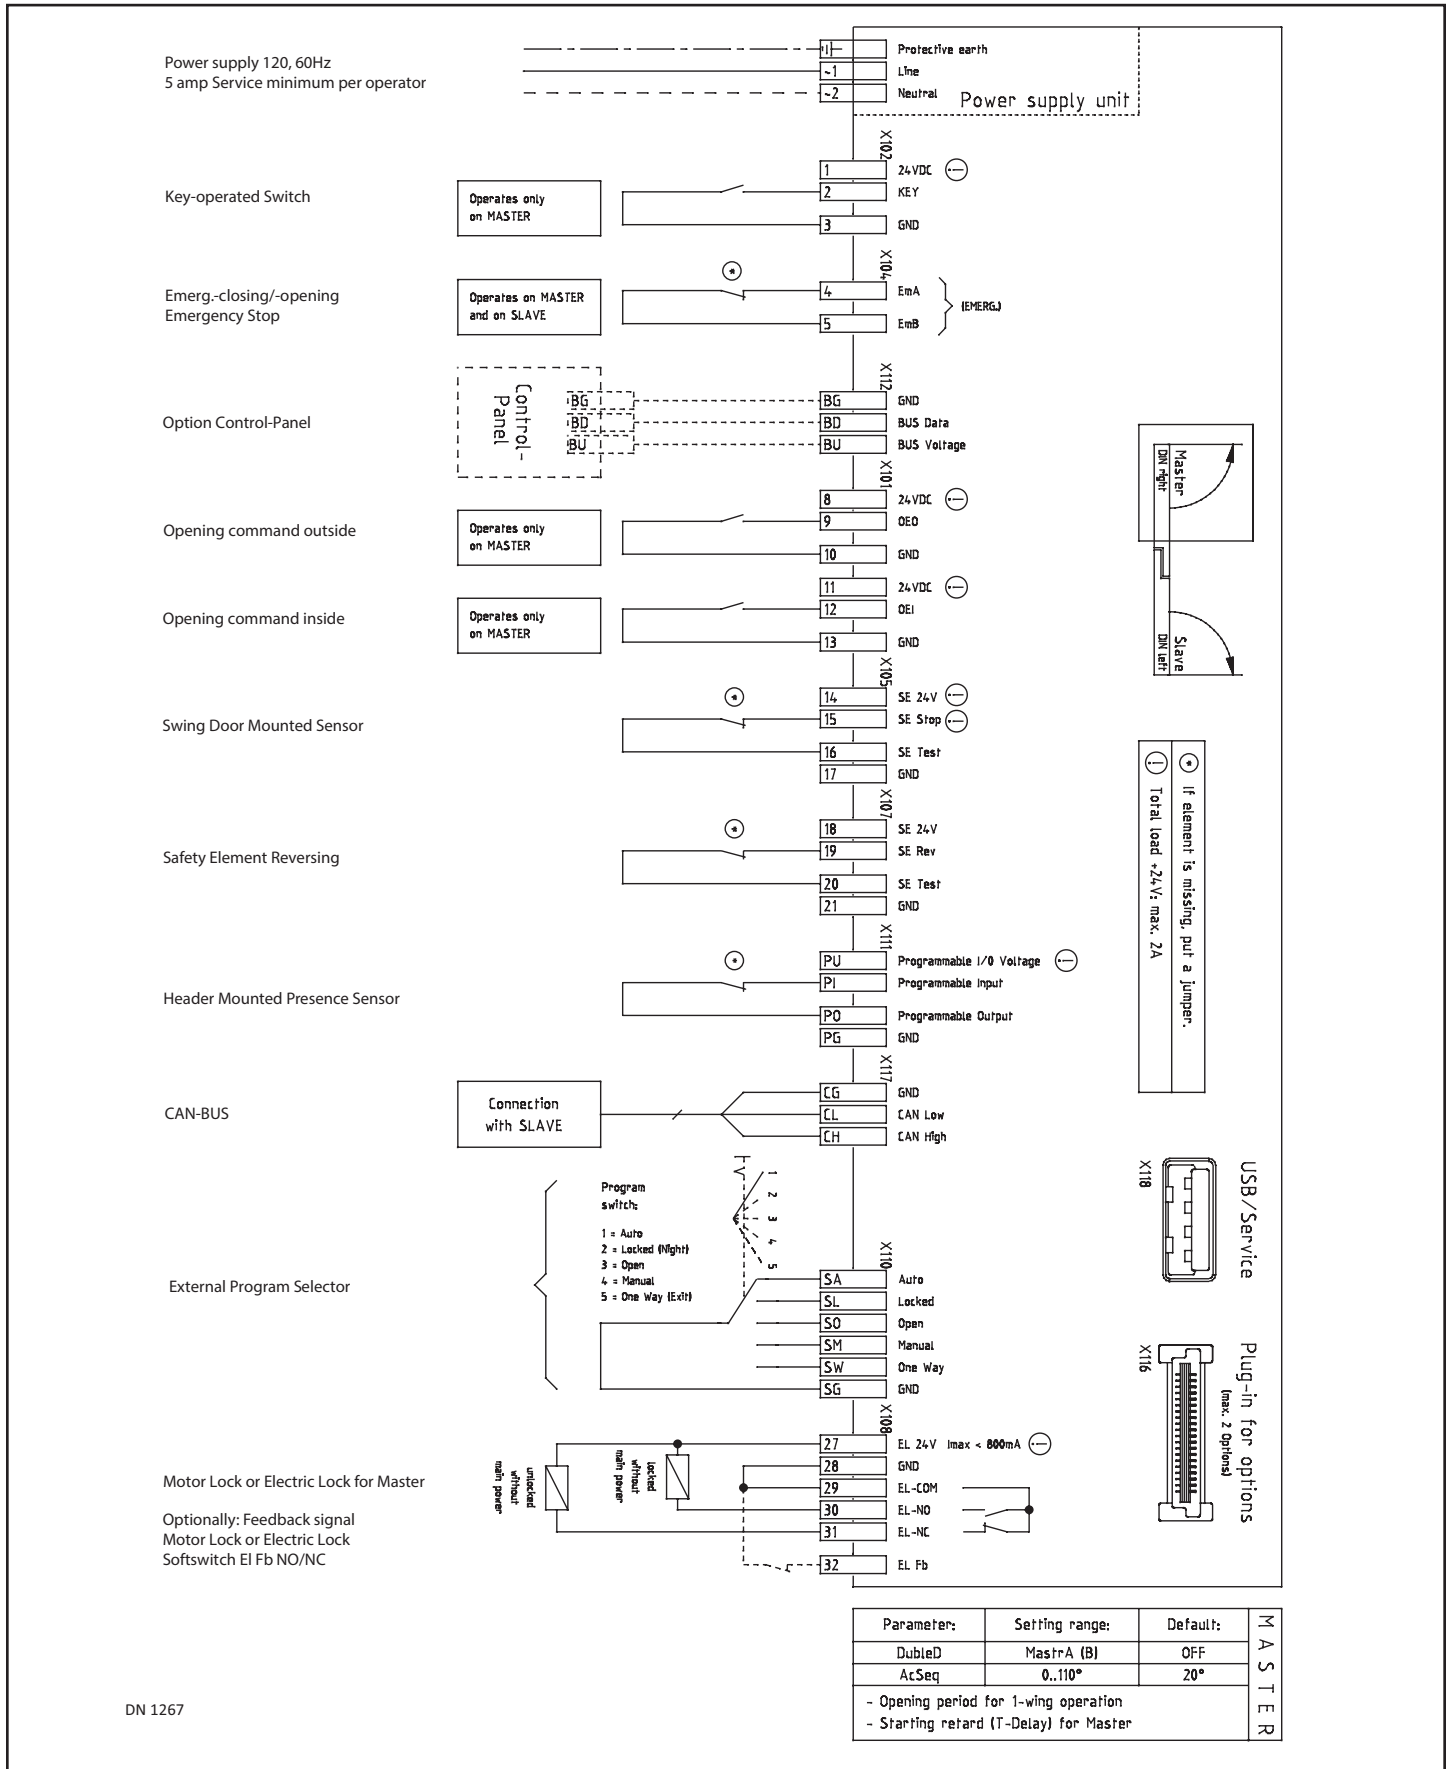 Power supply 120, 60Hz
5 amp Service minimum per operator
~1
~2
Protective earth
Line
Neutral
Power supply unit
X102
Key-operated Switch
Operates only
on MASTER
1 24VDC !
2 KEY
3 GND
X104
Emerg.-closing/-opening
Emergency Stop
Operates on MASTER
and on SLAVE
*
4 EmA
5 EmB
(EMERG.)
X112
Option Control-Panel
Control-
Panel
BG
BD
BU
BG GND
BD BUS Data
BU BUS Voltage
X101
Opening command outside
Operates only
on MASTER
8 24VDC !
9 OEO
10 GND
Opening command inside
Operates only
on MASTER
11 24VDC !
12 OEI
13 GND
X105
Swing Door Mounted Sensor
*
14 SE 24V !
15 SE Stop !
16 SE Test
17 GND
X107
Safety Element Reversing
*
18 SE 24V
19 SE Rev
20 SE Test
21 GND
X111
Header Mounted Presence Sensor
*
PU Programmable I/O Voltage !
PI Programmable Input
PO Programmable Output
PG GND
X117
CAN-BUS
Connection
with SLAVE
CG GND
CL CAN Low
CH CAN High
External Program Selector
Program
switch:
1 = Auto
2 = Locked (Night)
3 = Open
4 = Manual
5 = One Way (Exit)
1
2
3
4
5
X110
SA Auto
SL Locked
SO Open
SM Manual
SW One Way
SG GND
X108
Motor Lock or Electric Lock for Master
Optionally: Feedback signal
Motor Lock or Electric Lock
Softswitch El Fb NO/NC
unlocked
without
main power
locked
without
main power
27 EL 24V Imax < 800mA !
28 GND
29 EL-COM
30 EL-NO
31 EL-NC
32 EL Fb
Master
DIN right
Slave
DIN left
* If element is missing, put a jumper.
! Total load +24V: max. 2A
USB/Service
X118
Plug-in for options
(max. 2 Options)
X116
Parameter: Setting range: Default:
DubleD MastrA (B) OFF
AcSeq 0..110° 20°
- Opening period for 1-wing operation
- Starting retard (T-Delay) for Master
MASTER
DN 1267